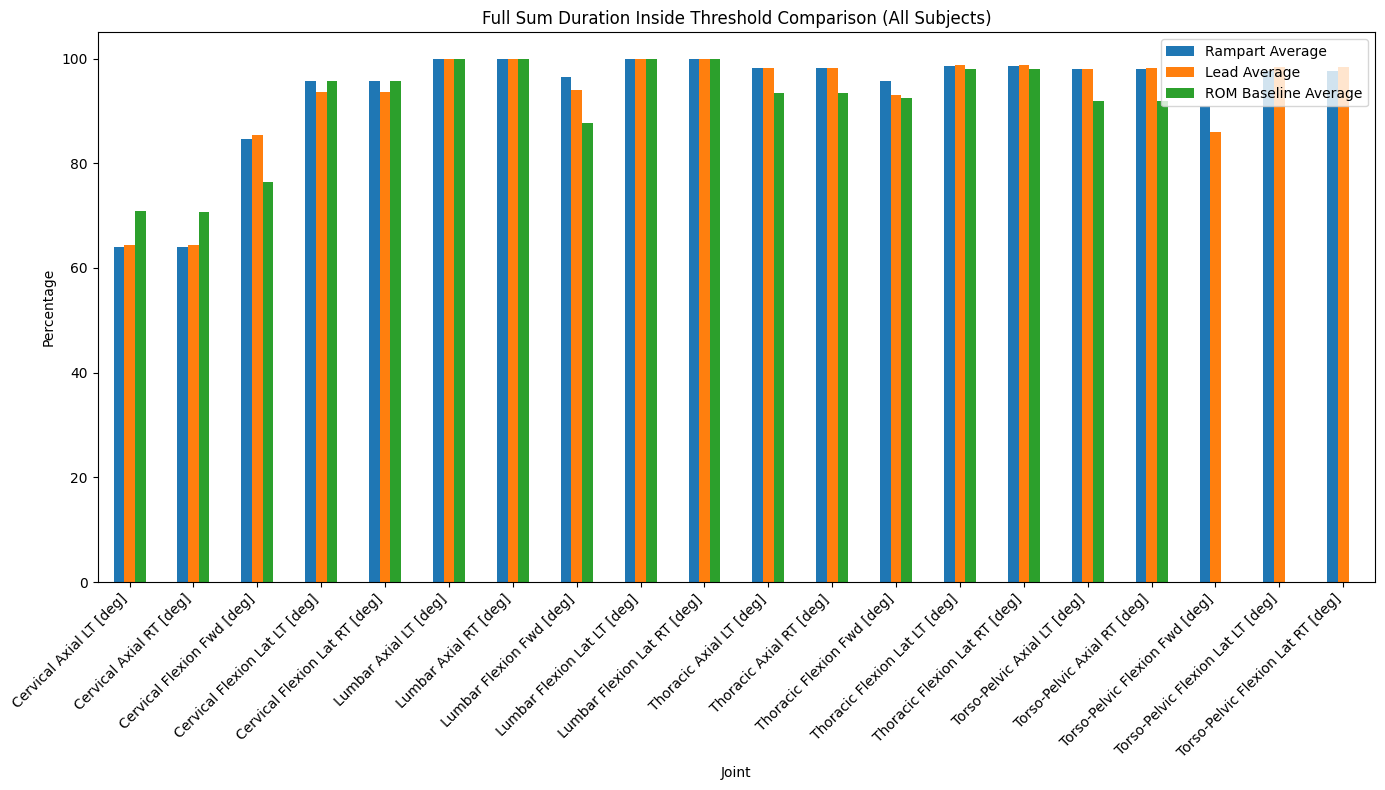 Full Sum Duration Inside Threshold Comparison (All Subjects)
Rampart Average
Lead Average
ROM Baseline Average
Percentage
100
80
60
40
20
0
Cervical Axial LT [deg]
Cervical Axial RT [deg]
Cervical Flexion Fwd [deg]
Cervical Flexion Lat LT [deg]
Cervical Flexion Lat RT [deg]
Lumbar Axial LT [deg]
Lumbar Axial RT [deg]
Lumbar Flexion Fwd [deg]
Lumbar Flexion Lat LT [deg]
Lumbar Flexion Lat RT [deg]
Thoracic Axial LT [deg]
Thoracic Axial RT [deg]
Thoracic Flexion Fwd [deg]
Thoracic Flexion Lat LT [deg]
Thoracic Flexion Lat RT [deg]
Torso-Pelvic Axial LT [deg]
Torso-Pelvic Axial RT [deg]
Torso-Pelvic Flexion Fwd [deg]
Torso-Pelvic Flexion Lat LT [deg]
Torso-Pelvic Flexion Lat RT [deg]
Joint